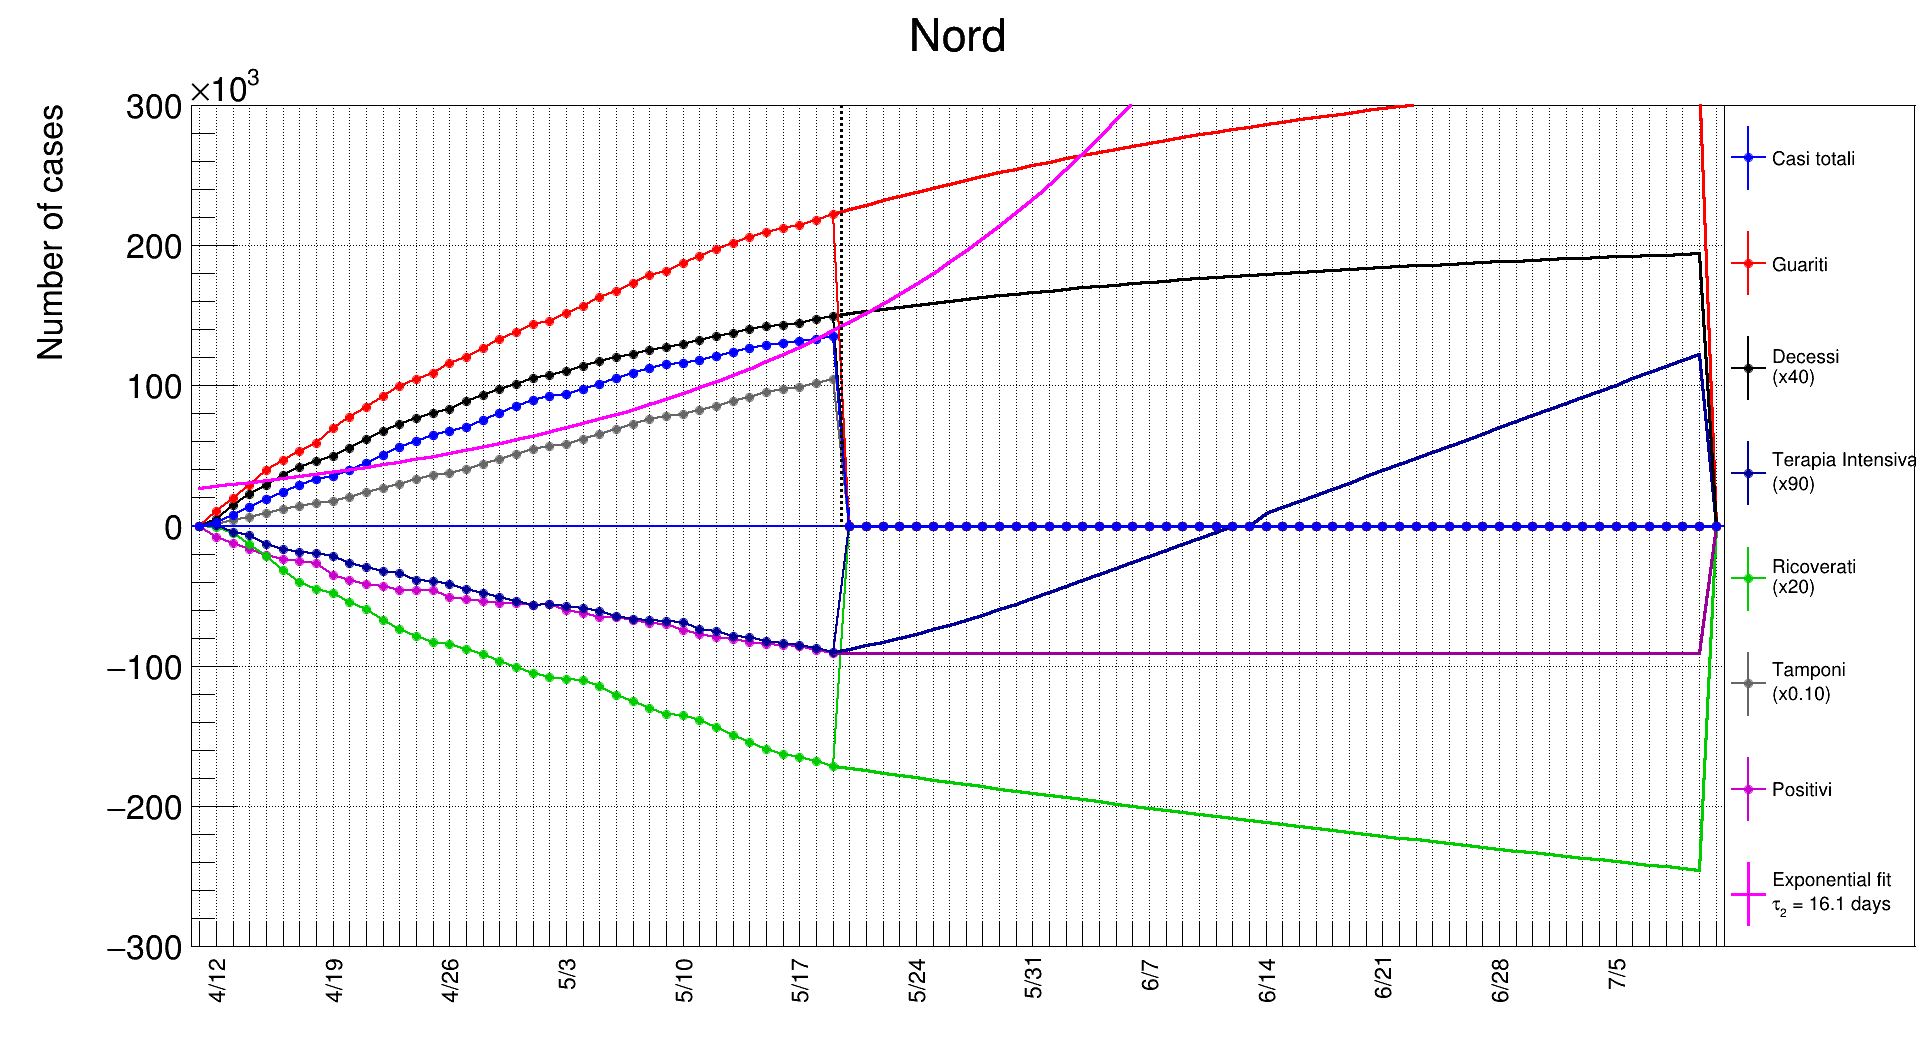 Nord
×10³
Number of cases
300
200
100
0
−100
−200
−300
4/12
4/19
4/26
5/3
5/10
5/17
5/24
5/31
6/7
6/14
6/21
6/28
7/5
Casi totali
Guariti
Decessi
(x40)
Terapia Intensiva
(x90)
Ricoverati
(x20)
Tamponi
(x0.10)
Positivi
Exponential fit
τ₂ = 16.1 days